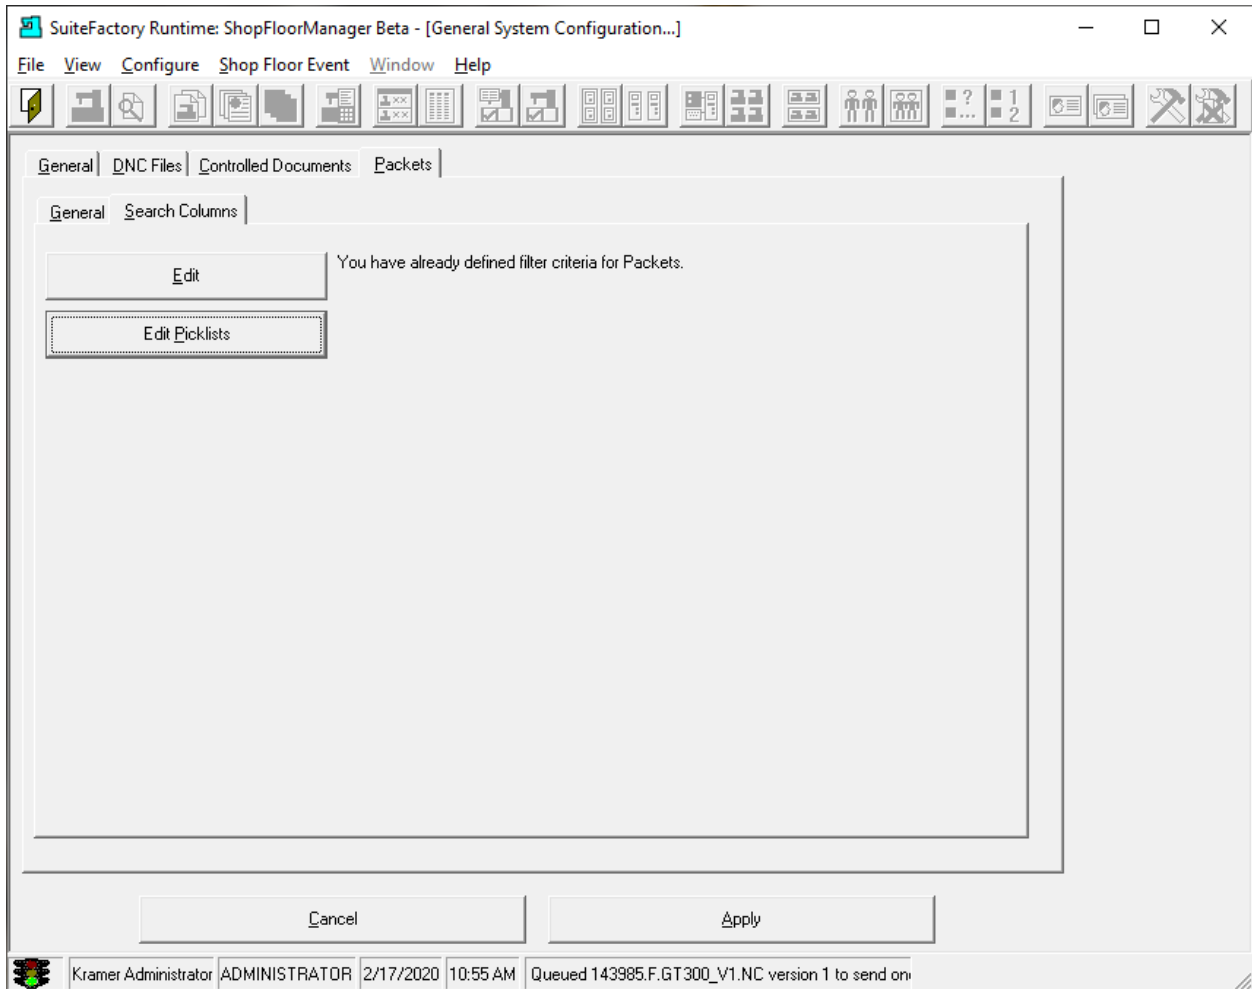 SuiteFactory Runtime: ShopFloorManager Beta - [General System Configuration...]
File View Configure Shop Floor Event Window Help
General DNC Files Controlled Documents Packets
General Search Columns
Edit
You have already defined filter criteria for Packets.
Edit Picklists
Cancel Apply
Kramer Administrator ADMINISTRATOR 2/17/2020 10:55 AM Queued 143985.F.GT300_V1.NC version 1 to send on